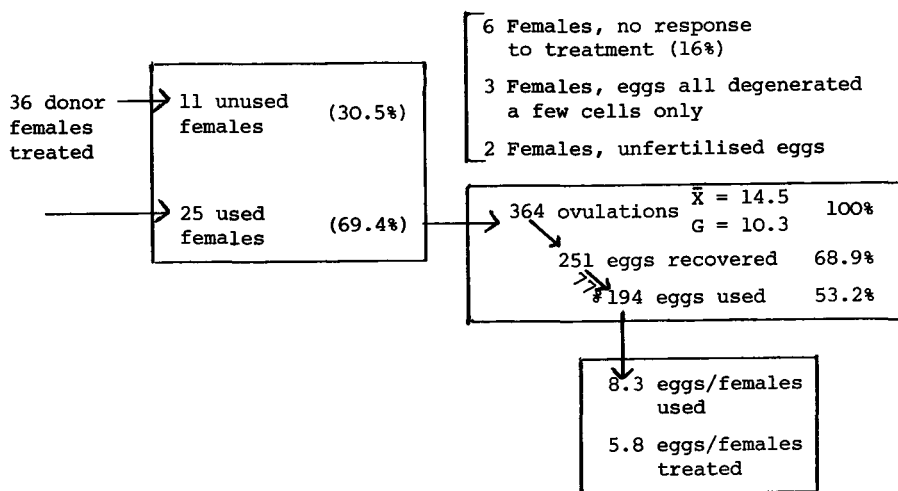 6 Females, no response
to treatment (16%)
3 Females, eggs all degenerated
a few cells only
2 Females, unfertilised eggs
36 donor
females
treated
11 unused
females
(30.5%)
25 used
females
(69.4%)
364 ovulations
X̄ = 14.5
G = 10.3
100%
251 eggs recovered 68.9%
77%
194 eggs used 53.2%
8.3 eggs/females
used
5.8 eggs/females
treated